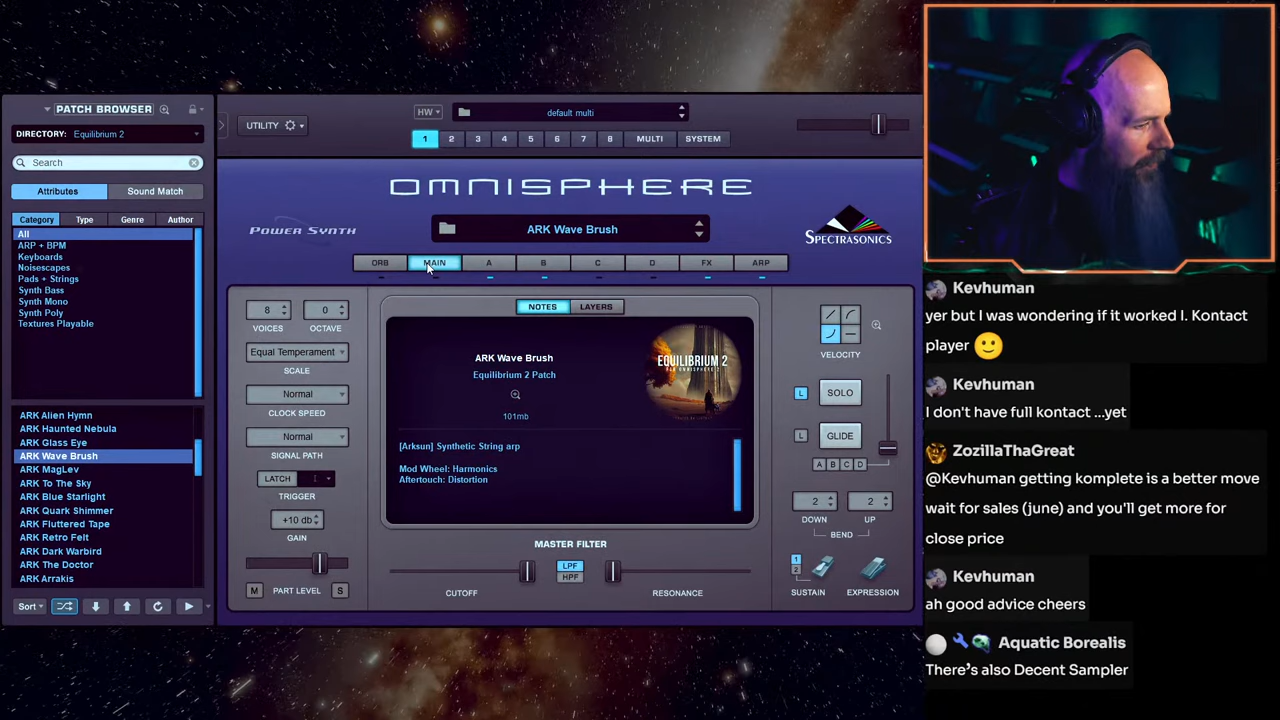 PATCH BROWSER
DIRECTORY: Equilibrium 2
Search
Attributes
Sound Match
Category
Type
Genre
Author
All
ARP + BPM
Keyboards
Noisescapes
Pads + Strings
Synth Bass
Synth Mono
Synth Poly
Textures Playable
ARK Alien Hymn
ARK Haunted Nebula
ARK Glass Eye
ARK Wave Brush
ARK MagLev
ARK To The Sky
ARK Blue Starlight
ARK Quark Shimmer
ARK Fluttered Tape
ARK Retro Felt
ARK Dark Warbird
ARK The Doctor
ARK Arrakis
Sort
UTILITY
HW
default multi
1 2 3 4 5 6 7 8 MULTI SYSTEM
OMNISPHERE
POWER SYNTH
ARK Wave Brush
SPECTRASONICS
ORB MAIN A B C D FX ARP
8
0
VOICES
OCTAVE
Equal Temperament
SCALE
Normal
CLOCK SPEED
Normal
SIGNAL PATH
LATCH
TRIGGER
+10 db
GAIN
M
PART LEVEL
S
NOTES
LAYERS
ARK Wave Brush
Equilibrium 2 Patch
101mb
EQUILIBRIUM 2
[Arksun] Synthetic String arp
Mod Wheel: Harmonics
Aftertouch: Distortion
MASTER FILTER
LPF
HPF
CUTOFF
RESONANCE
VELOCITY
L
SOLO
L
GLIDE
A B C D
2
2
DOWN
UP
BEND
1
2
SUSTAIN
EXPRESSION
Kevhuman
yer but I was wondering if it worked I. Kontact
player
Kevhuman
I don't have full kontact ...yet
ZozillaThaGreat
@Kevhuman getting komplete is a better move
wait for sales (june) and you'll get more for
close price
Kevhuman
ah good advice cheers
Aquatic Borealis
There's also Decent Sampler